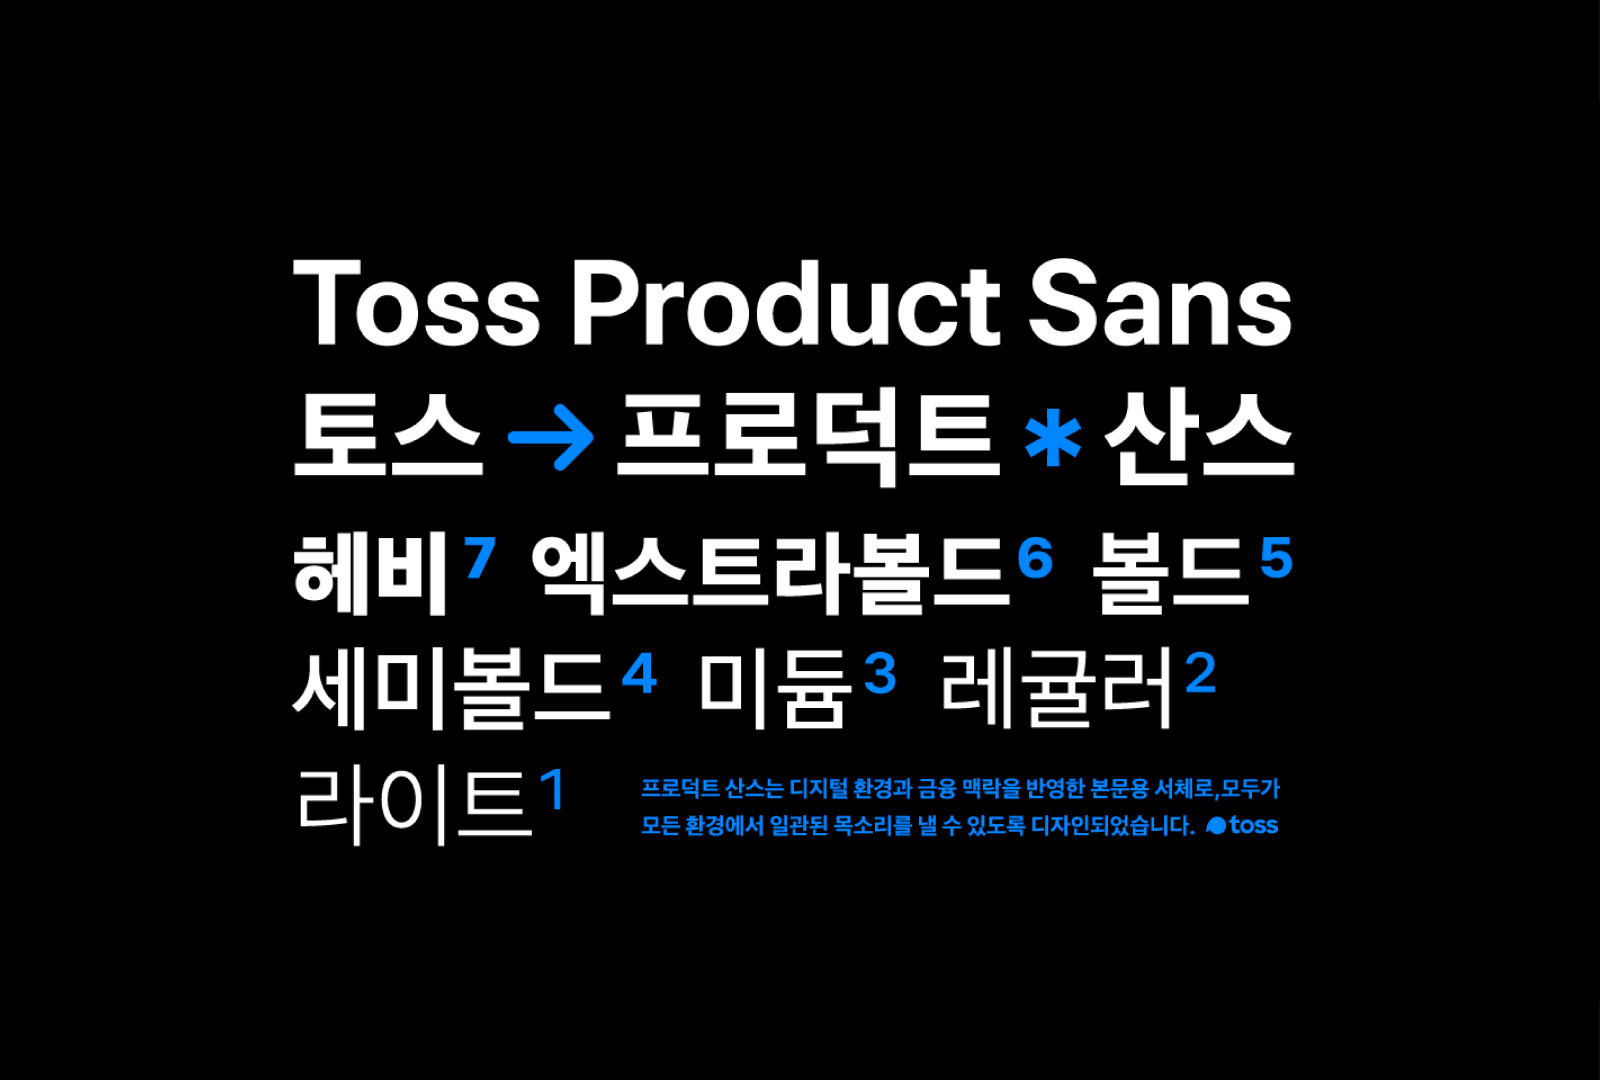 Toss Product Sans
토스 → 프로덕트 * 산스
헤비 7 엑스트라볼드 6 볼드 5
세미볼드 4 미듐 3 레귤러 2
라이트 1
프로덕트 산스는 디지털 환경과 금융 맥락을 반영한 본문용 서체로,모두가
모든 환경에서 일관된 목소리를 낼 수 있도록 디자인되었습니다. toss